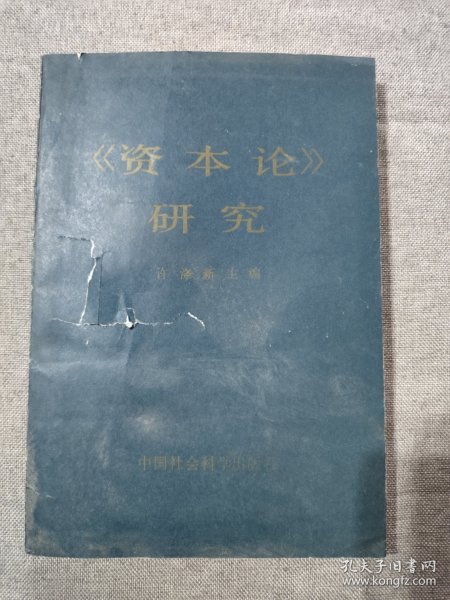 《资本论》
研究
许涤新主编
中国社会科学出版社
孔夫子旧书网
www.kongfz.com